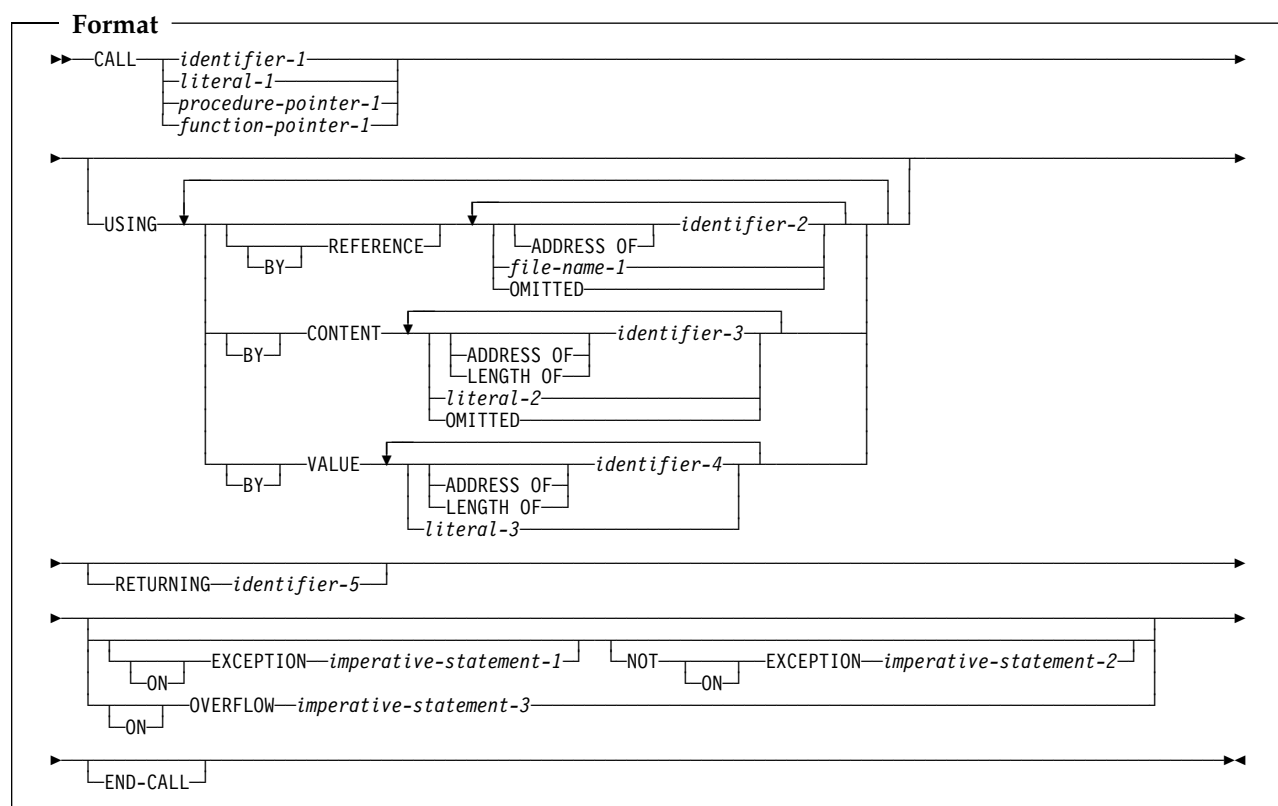 Format
CALL identifier-1
literal-1
procedure-pointer-1
function-pointer-1
USING identifier-2
REFERENCE ADDRESS OF
BY file-name-1
OMITTED
CONTENT identifier-3
BY ADDRESS OF
LENGTH OF
literal-2
OMITTED
VALUE identifier-4
BY ADDRESS OF
LENGTH OF
literal-3
RETURNING identifier-5
EXCEPTION imperative-statement-1 NOT EXCEPTION imperative-statement-2
ON ON
OVERFLOW imperative-statement-3
ON
END-CALL